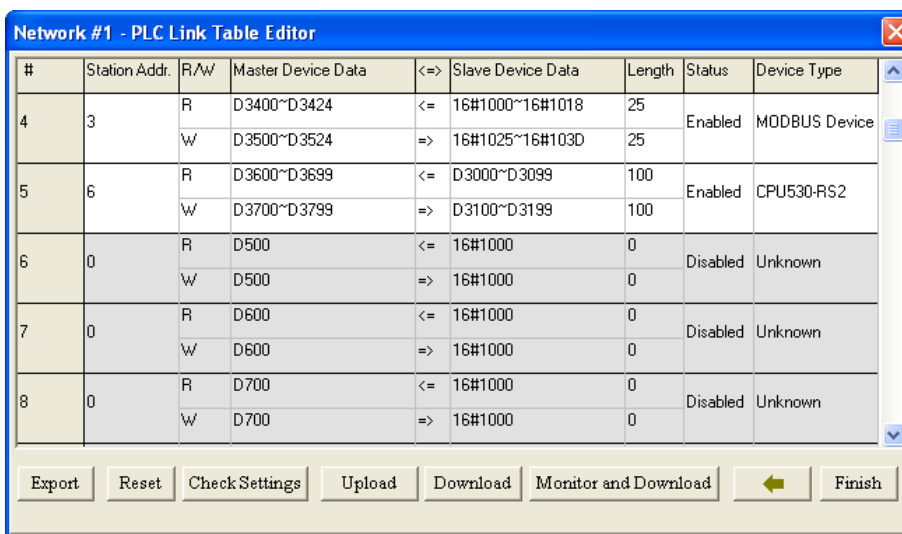 Network #1 - PLC Link Table Editor
# Station Addr. R/W Master Device Data <=> Slave Device Data Length Status Device Type
4 3 R D3400~D3424 <= 16#1000~16#1018 25 Enabled MODBUS Device
W D3500~D3524 => 16#1025~16#103D 25
5 6 R D3600~D3699 <= D3000~D3099 100 Enabled CPU530-RS2
W D3700~D3799 => D3100~D3199 100
6 0 R D500 <= 16#1000 0 Disabled Unknown
W D500 => 16#1000 0
7 0 R D600 <= 16#1000 0 Disabled Unknown
W D600 => 16#1000 0
8 0 R D700 <= 16#1000 0 Disabled Unknown
W D700 => 16#1000 0
Export Reset Check Settings Upload Download Monitor and Download Finish